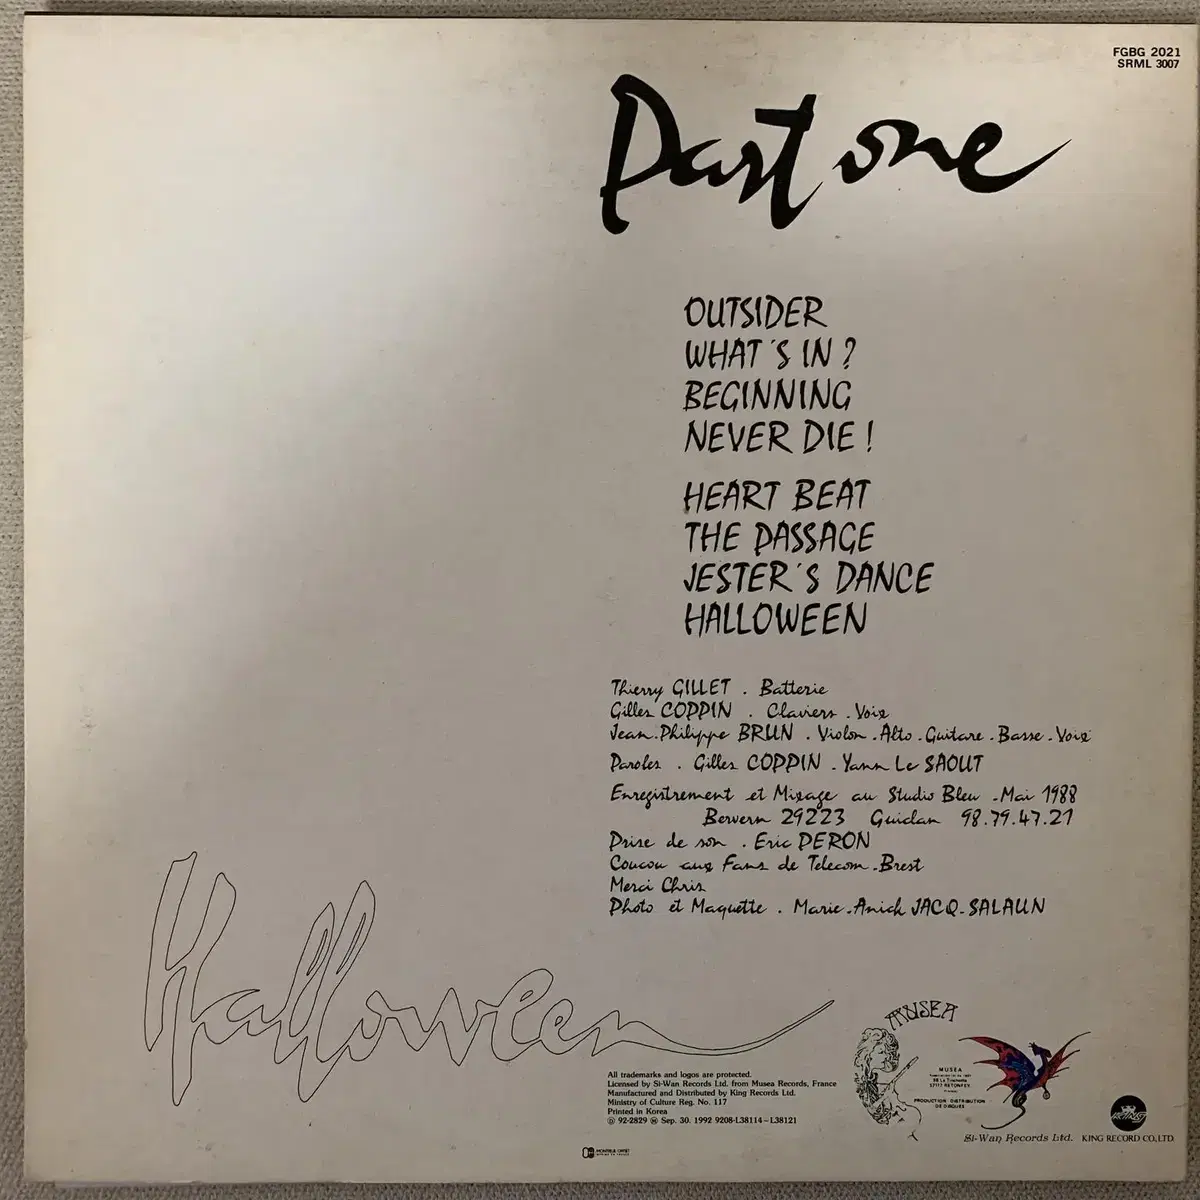 FGBG 2021
SRML 3007
Part one
OUTSIDER
WHAT'S IN ?
BEGINNING
NEVER DIE !
HEART BEAT
THE PASSAGE
JESTER'S DANCE
HALLOWEEN
Thierry GILLET . Batterie
Gilles COPPIN . Claviers . Voix
Jean.Philippe BRUN . Violon . Alto . Guitare . Basse . Voix
Paroles . Gilles COPPIN . Yann Le SAOUT
Enregistrement et Mixage au Studio Bleu . Mai 1988
Berven 29223 Guiclan 98.79.47.21
Prise de son . Eric PERON
Coucou aux Fans de Telecom . Brest
Merci Chris
Photo et Maquette . Marie.Anick JACQ-SALAUN
Halloween
All trademarks and logos are protected.
Licensed by Si-Wan Records Ltd. from Musea Records, France
Manufactured and Distributed by King Records Ltd.
Ministry of Culture Reg. No. 117
Printed in Korea
Ⓟ 92-2829 Ⓜ Sep. 30. 1992 9208-L38114~L38121
MUSEA
MUSEA
57117 RETONFEY
PRODUCTION DISTRIBUTION
DE DISQUES
Si-Wan Records Ltd.
KING RECORD CO., LTD.